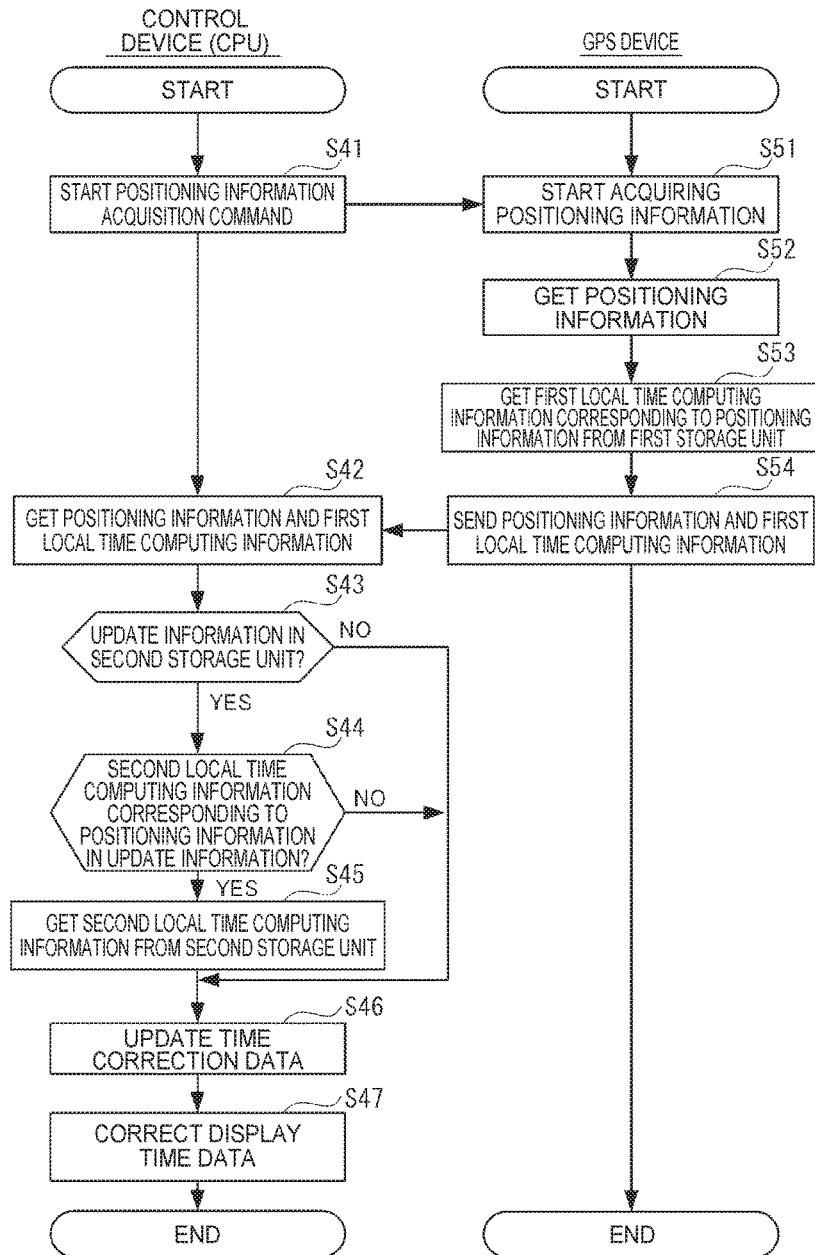 CONTROL
DEVICE (CPU)
GPS DEVICE
START
START
S41
START POSITIONING INFORMATION
ACQUISITION COMMAND
S51
START ACQUIRING
POSITIONING INFORMATION
S52
GET POSITIONING
INFORMATION
S53
GET FIRST LOCAL TIME COMPUTING
INFORMATION CORRESPONDING TO POSITIONING
INFORMATION FROM FIRST STORAGE UNIT
S42
GET POSITIONING INFORMATION AND FIRST
LOCAL TIME COMPUTING INFORMATION
S54
SEND POSITIONING INFORMATION AND FIRST
LOCAL TIME COMPUTING INFORMATION
S43
UPDATE INFORMATION IN
SECOND STORAGE UNIT?
NO
YES
S44
SECOND LOCAL TIME
COMPUTING INFORMATION
CORRESPONDING TO
POSITIONING INFORMATION
IN UPDATE INFORMATION?
NO
YES
S45
GET SECOND LOCAL TIME COMPUTING
INFORMATION FROM SECOND STORAGE UNIT
S46
UPDATE TIME
CORRECTION DATA
S47
CORRECT DISPLAY
TIME DATA
END
END